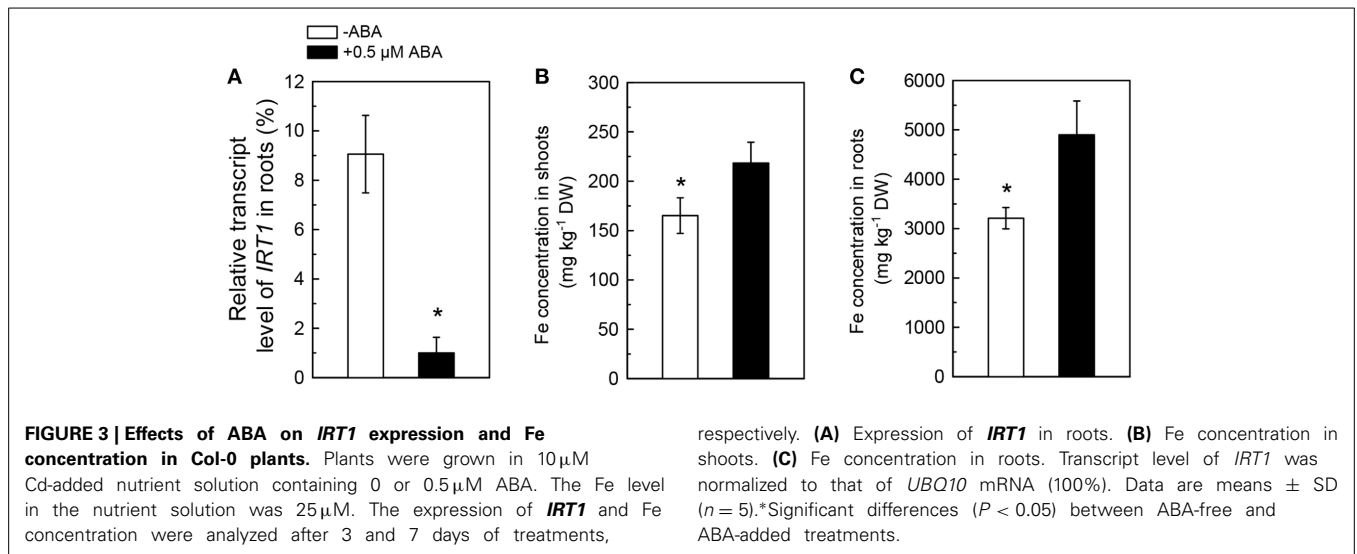 -ABA
+0.5 µM ABA
A
Relative transcript
level of IRT1 in roots (%)
12
10
8
6
4
2
0
*
B
Fe concentration in shoots
(mg kg-1 DW)
300
250
200
150
100
50
0
*
C
Fe concentration in roots
(mg kg-1 DW)
6000
5000
4000
3000
2000
1000
0
*
FIGURE 3 | Effects of ABA on IRT1 expression and Fe
concentration in Col-0 plants. Plants were grown in 10 µM
Cd-added nutrient solution containing 0 or 0.5 µM ABA. The Fe level
in the nutrient solution was 25 µM. The expression of IRT1 and Fe
concentration were analyzed after 3 and 7 days of treatments,
respectively. (A) Expression of IRT1 in roots. (B) Fe concentration in
shoots. (C) Fe concentration in roots. Transcript level of IRT1 was
normalized to that of UBQ10 mRNA (100%). Data are means ± SD
(n = 5).*Significant differences (P < 0.05) between ABA-free and
ABA-added treatments.